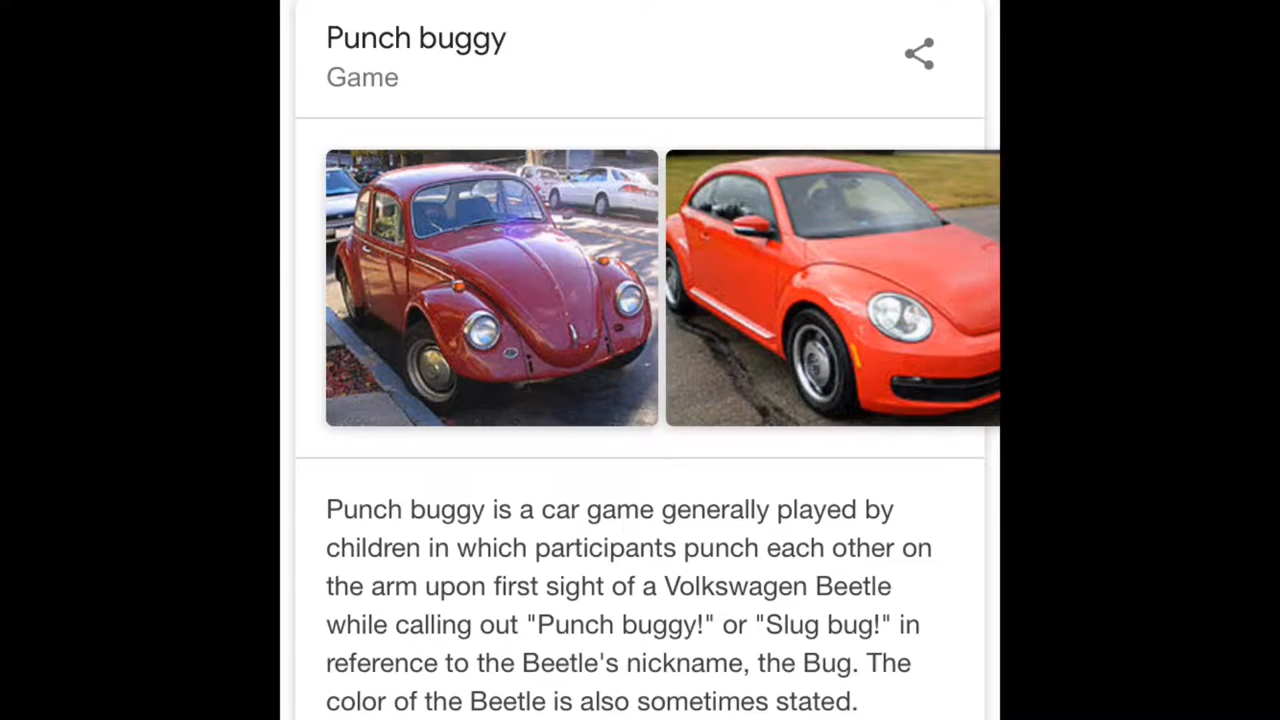 Punch buggy
Game
Punch buggy is a car game generally played by
children in which participants punch each other on
the arm upon first sight of a Volkswagen Beetle
while calling out "Punch buggy!" or "Slug bug!" in
reference to the Beetle's nickname, the Bug. The
color of the Beetle is also sometimes stated.